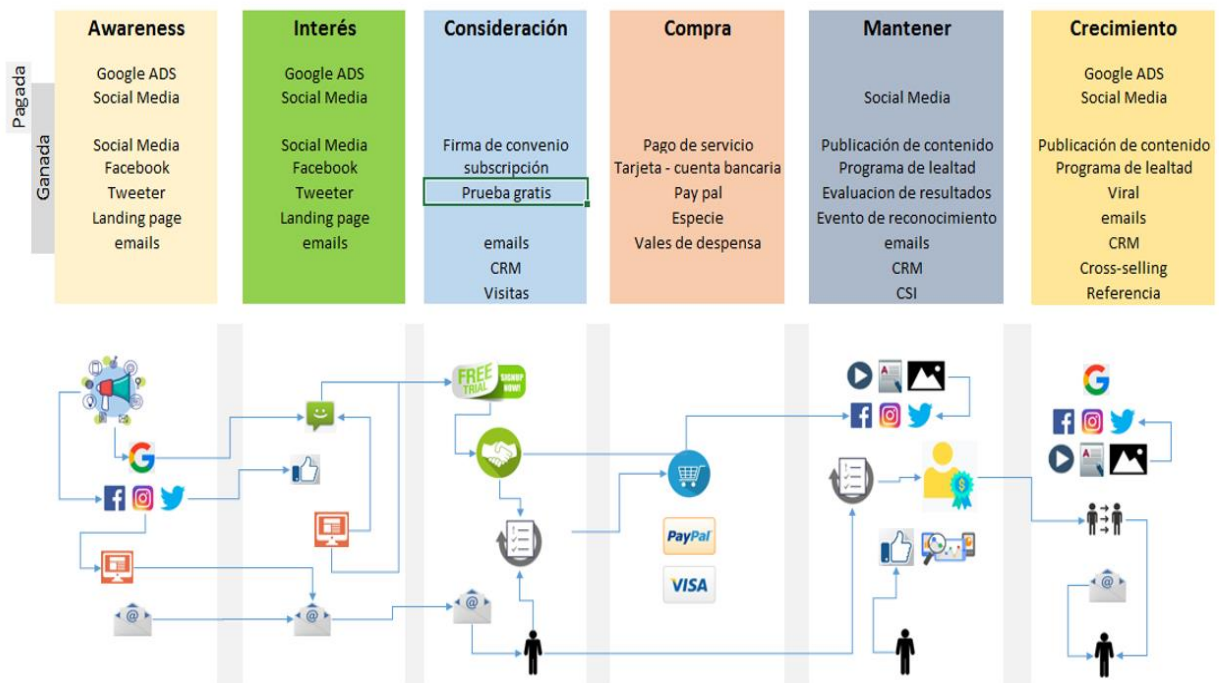 Pagada
Ganada
Awareness
Google ADS
Social Media
Social Media
Facebook
Tweeter
Landing page
emails
Interés
Google ADS
Social Media
Social Media
Facebook
Tweeter
Landing page
emails
Consideración
Firma de convenio
subscripción
Prueba gratis
emails
CRM
Visitas
Compra
Pago de servicio
Tarjeta - cuenta bancaria
Pay pal
Especie
Vales de despensa
Mantener
Social Media
Publicación de contenido
Programa de lealtad
Evaluacion de resultados
Evento de reconocimiento
emails
CRM
CSI
Crecimiento
Google ADS
Social Media
Publicación de contenido
Programa de lealtad
Viral
emails
CRM
Cross-selling
Referencia
FREE
TRIAL
SIGNUP
NOW!
PayPal
VISA